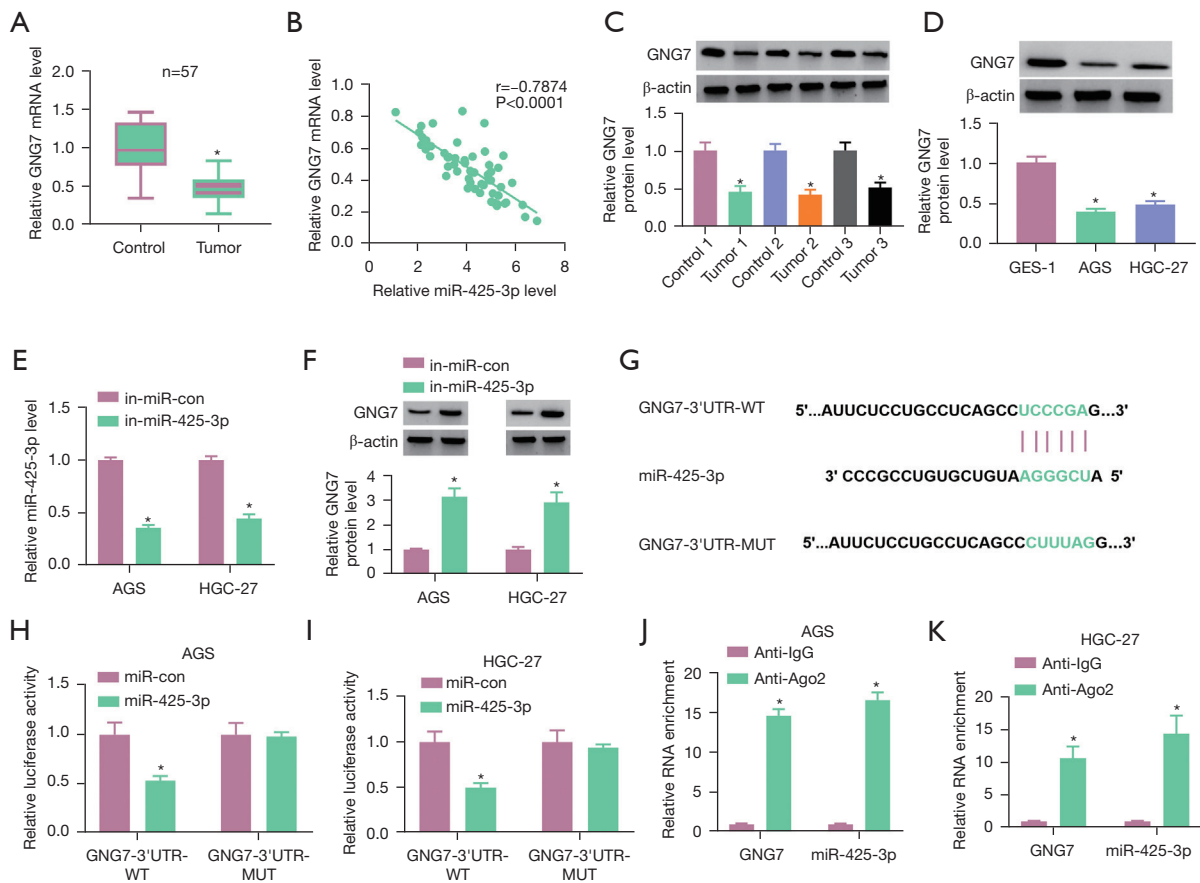 A
n=57
Relative GNG7 mRNA level
2.0
1.5
1.0
0.5
0.0
*
Control
Tumor
B
r=−0.7874
P<0.0001
Relative GNG7 mRNA level
1.0
0.8
0.6
0.4
0.2
0.0
0 2 4 6 8
Relative miR-425-3p level
C
GNG7
β-actin
Relative GNG7
protein level
1.5
1.0
0.5
0.0
* * *
Control 1
Tumor 1
Control 2
Tumor 2
Control 3
Tumor 3
D
GNG7
β-actin
Relative GNG7
protein level
1.5
1.0
0.5
0.0
* *
GES-1 AGS HGC-27
E
in-miR-con
in-miR-425-3p
Relative miR-425-3p level
1.5
1.0
0.5
0.0
* *
AGS HGC-27
F
in-miR-con
in-miR-425-3p
GNG7
β-actin
Relative GNG7
protein level
4
3
2
1
0
* *
AGS HGC-27
G
GNG7-3'UTR-WT 5'...AUUCUCCUGCCUCAGCCUCCCGAG...3'
miR-425-3p 3' CCCGCCUGUGCUGUAAGGGCUA 5'
GNG7-3'UTR-MUT 5'...AUUCUCCUGCCUCAGCCCUUUAGG...3'
H
AGS
miR-con
miR-425-3p
Relative luciferase activity
1.5
1.0
0.5
0.0
*
GNG7-3'UTR-
WT
GNG7-3'UTR-
MUT
I
HGC-27
miR-con
miR-425-3p
Relative luciferase activity
1.5
1.0
0.5
0.0
*
GNG7-3'UTR-
WT
GNG7-3'UTR-
MUT
J
AGS
Anti-IgG
Anti-Ago2
Relative RNA enrichment
20
15
10
5
0
* *
GNG7 miR-425-3p
K
HGC-27
Anti-IgG
Anti-Ago2
Relative RNA enrichment
20
15
10
5
0
* *
GNG7 miR-425-3p